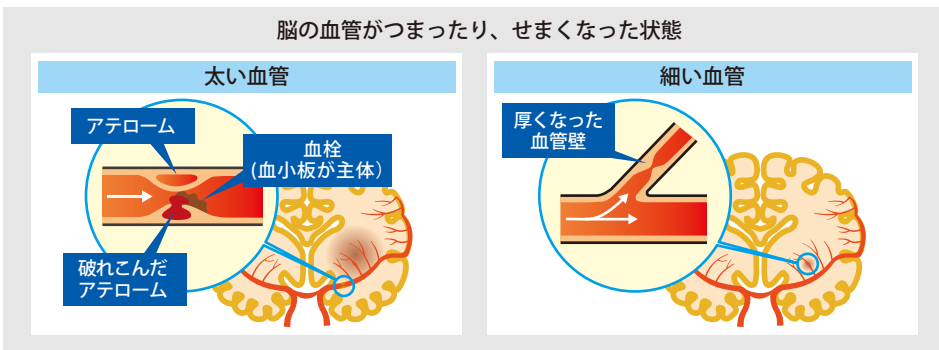 脳の血管がつまったり、せまくなった状態
太い血管
アテローム
血栓
(血小板が主体)
破れこんだ
アテローム
細い血管
厚くなった
血管壁